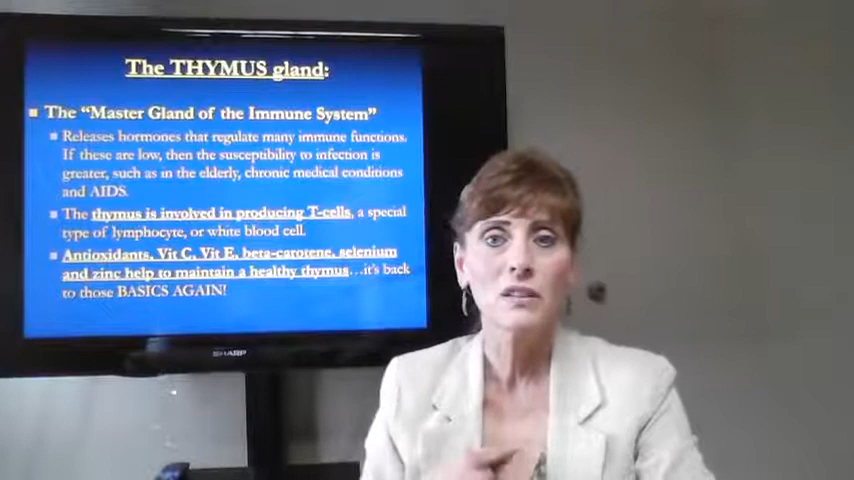 The THYMUS gland:
The "Master Gland of the Immune System"
Releases hormones that regulate many immune functions.
If these are low, then the susceptibility to infection is
greater, such as in the elderly, chronic medical conditions
and AIDS.
The thymus is involved in producing T-cells, a special
type of lymphocyte, or white blood cell.
Antioxidants, Vit C, Vit E, beta-carotene, selenium
and zinc help to maintain a healthy thymus...it's back
to those BASICS AGAIN!
SHARP